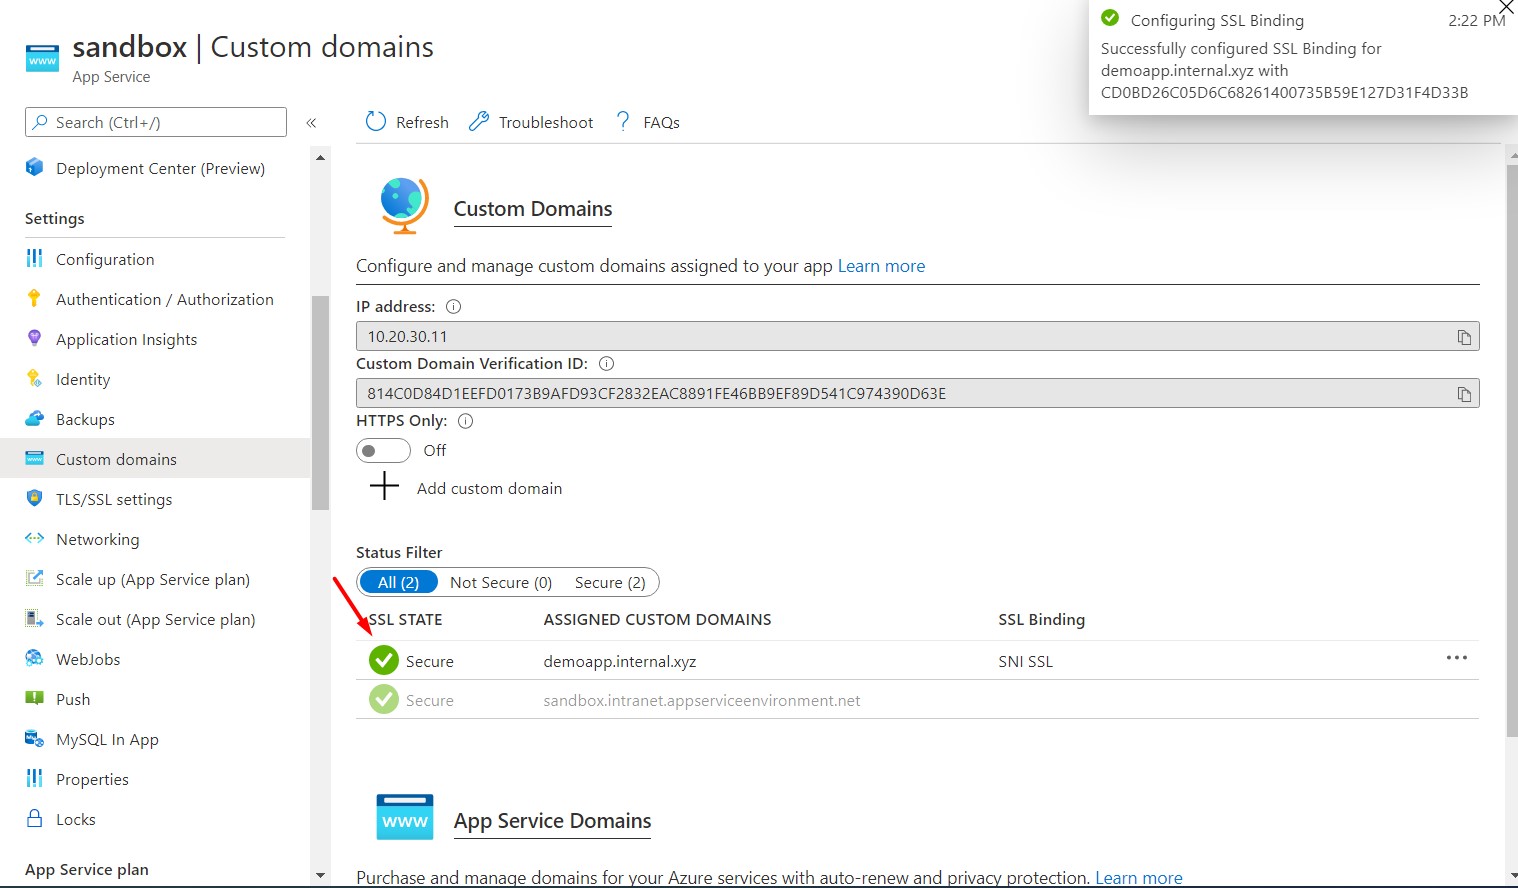 sandbox | Custom domains
App Service
Configuring SSL Binding 2:22 PM
Successfully configured SSL Binding for
demoapp.internal.xyz with
CD0BD26C05D6C68261400735B59E127D31F4D33B
Search (Ctrl+/)
«
Deployment Center (Preview)
Settings
Configuration
Authentication / Authorization
Application Insights
Identity
Backups
Custom domains
TLS/SSL settings
Networking
Scale up (App Service plan)
Scale out (App Service plan)
WebJobs
Push
MySQL In App
Properties
Locks
App Service plan
Refresh Troubleshoot ? FAQs
Custom Domains
Configure and manage custom domains assigned to your app Learn more
IP address:
10.20.30.11
Custom Domain Verification ID:
814C0D84D1EEFD0173B9AFD93CF2832EAC8891FE46BB9EF89D541C974390D63E
HTTPS Only:
Off
Add custom domain
Status Filter
All (2) Not Secure (0) Secure (2)
SSL STATE ASSIGNED CUSTOM DOMAINS SSL Binding
Secure demoapp.internal.xyz SNI SSL
Secure sandbox.intranet.appserviceenvironment.net
www
App Service Domains
Purchase and manage domains for your Azure services with auto-renew and privacy protection. Learn more